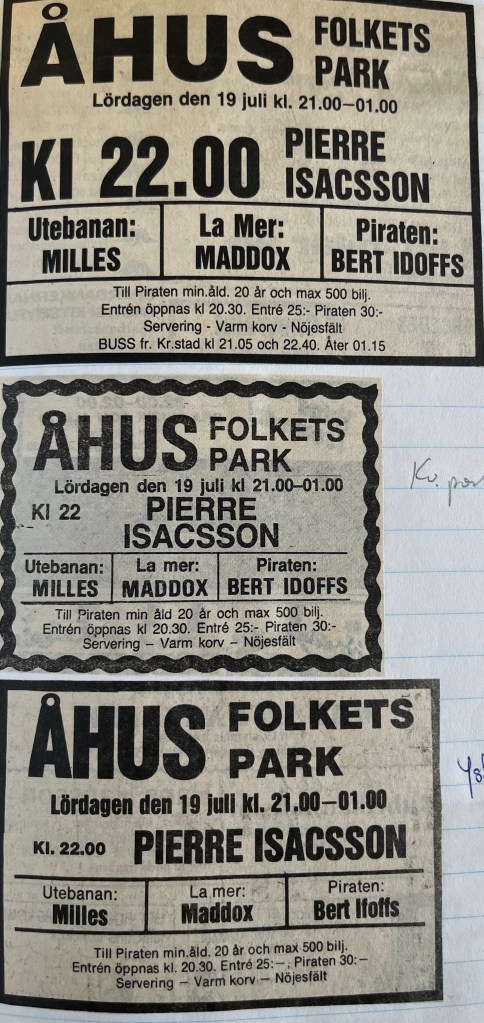 ÅHUS FOLKETS
PARK
Lördagen den 19 juli kl. 21.00–01.00
Kl 22.00 PIERRE
ISACSSON
Utebanan: La Mer: Piraten:
MILLES MADDOX BERT IDOFFS
Till Piraten min.åld. 20 år och max 500 bilj.
Entrén öppnas kl 20.30. Entré 25:- Piraten 30:-
Servering - Varm korv - Nöjesfält
BUSS fr. Kr.stad kl 21.05 och 22.40. Åter 01.15
ÅHUS FOLKETS
PARK
Lördagen den 19 juli kl 21.00–01.00
Kl 22 PIERRE
ISACSSON
Utebanan: La mer: Piraten:
MILLES MADDOX BERT IDOFFS
Till Piraten min åld 20 år och max 500 bilj.
Entrén öppnas kl 20.30. Entré 25:- Piraten 30:-
Servering – Varm korv – Nöjesfält
ÅHUS FOLKETS
PARK
Lördagen den 19 juli kl. 21.00–01.00
Kl. 22.00 PIERRE ISACSSON
Utebanan: La mer: Piraten:
Milles Maddox Bert Ifoffs
Till Piraten min.åld. 20 år och max 500 bilj.
Entrén öppnas kl. 20.30. Entré 25:–. Piraten 30:–
Servering – Varm korv – Nöjesfält